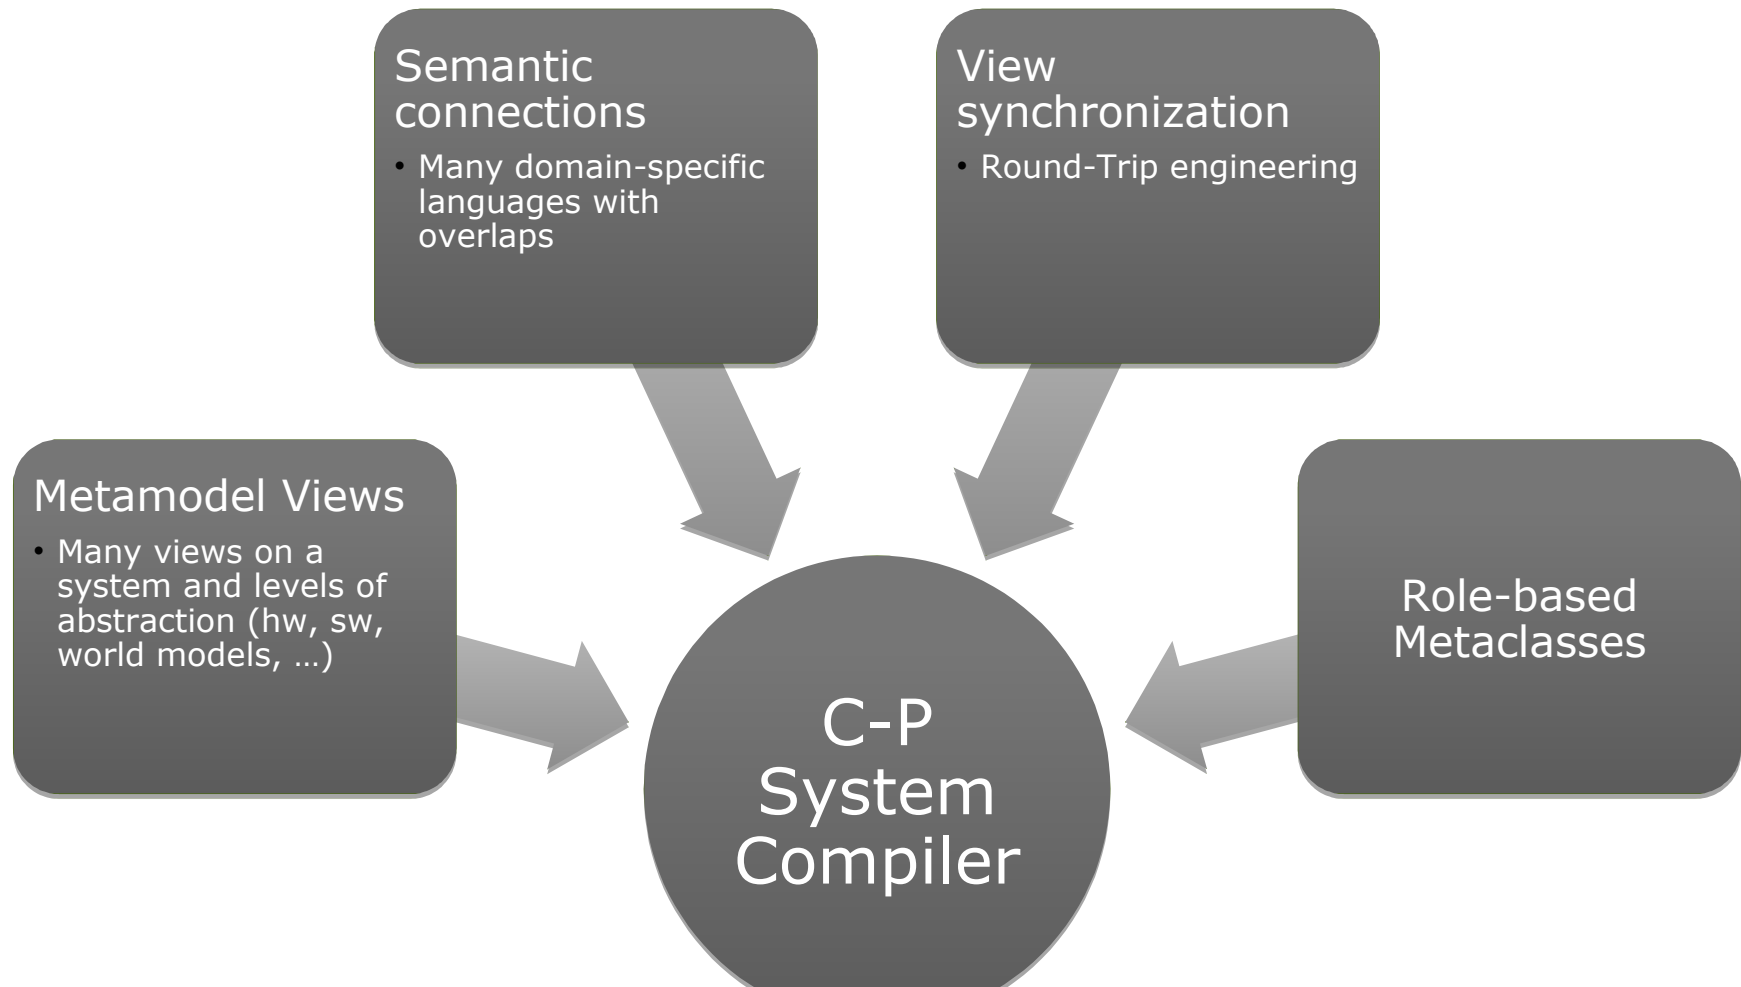 Semantic
connections
• Many domain-specific
languages with
overlaps
View
synchronization
• Round-Trip engineering
Metamodel Views
• Many views on a
system and levels of
abstraction (hw, sw,
world models, …)
Role-based
Metaclasses
C-P
System
Compiler